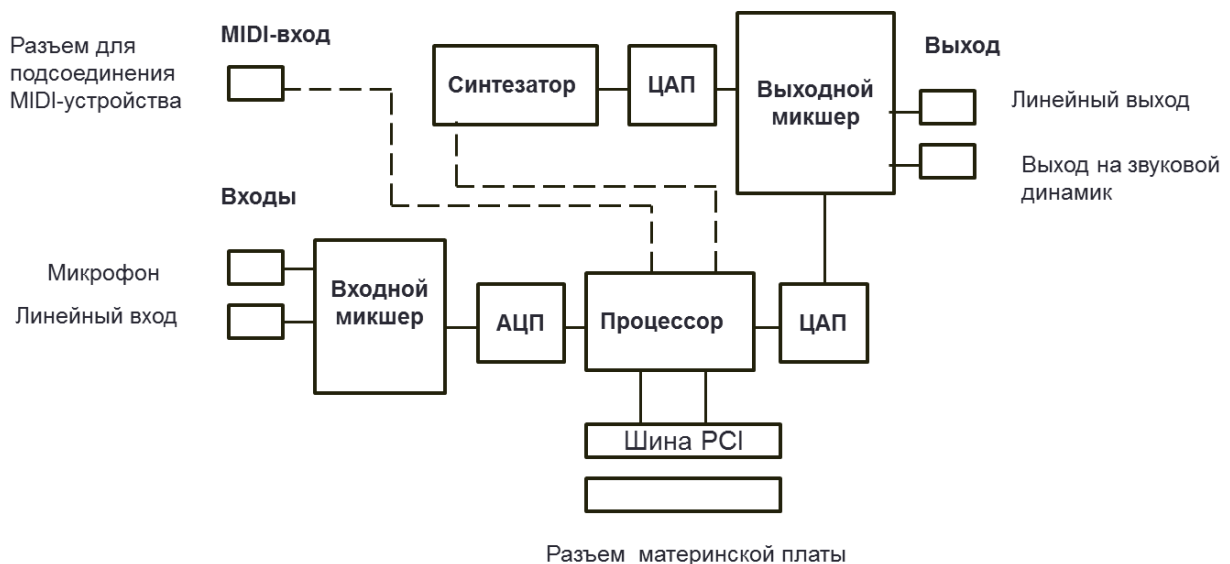 Разъем для
подсоединения
MIDI-устройства
MIDI-вход
Синтезатор
ЦАП
Выходной
микшер
Выход
Линейный выход
Выход на звуковой
динамик
Входы
Микрофон
Линейный вход
Входной
микшер
АЦП
Процессор
ЦАП
Шина PCI
Разъем материнской платы